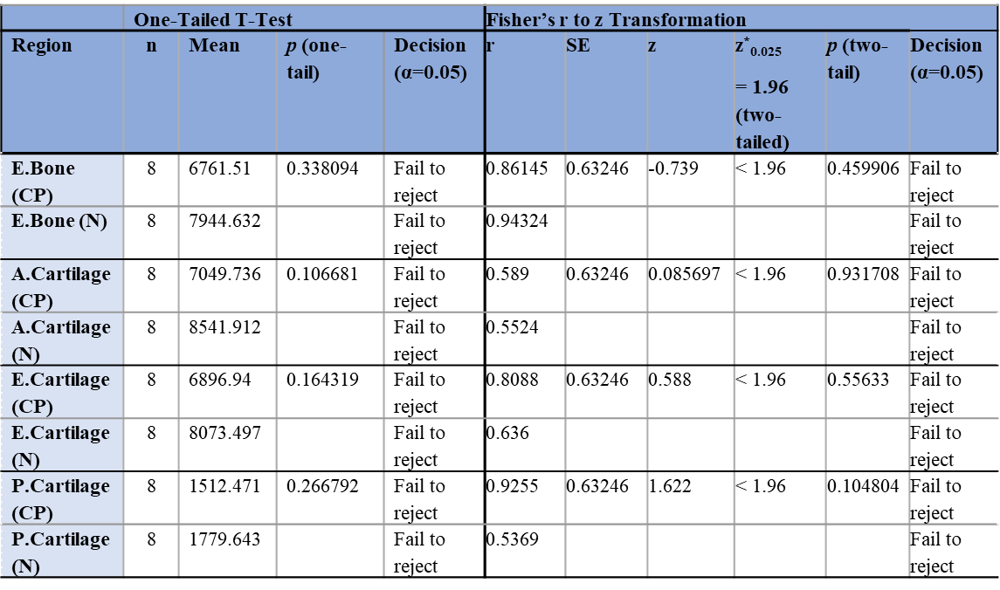 One-Tailed T-Test Fisher's r to z Transformation
Region n Mean p (one-tail) Decision (α=0.05) r SE z z*0.025 = 1.96 (two-tailed) p (two-tail) Decision (α=0.05)
E.Bone (CP) 8 6761.51 0.338094 Fail to reject 0.86145 0.63246 -0.739 < 1.96 0.459906 Fail to reject
E.Bone (N) 8 7944.632 Fail to reject 0.94324 Fail to reject
A.Cartilage (CP) 8 7049.736 0.106681 Fail to reject 0.589 0.63246 0.085697 < 1.96 0.931708 Fail to reject
A.Cartilage (N) 8 8541.912 Fail to reject 0.5524 Fail to reject
E.Cartilage (CP) 8 6896.94 0.164319 Fail to reject 0.8088 0.63246 0.588 < 1.96 0.55633 Fail to reject
E.Cartilage (N) 8 8073.497 Fail to reject 0.636 Fail to reject
P.Cartilage (CP) 8 1512.471 0.266792 Fail to reject 0.9255 0.63246 1.622 < 1.96 0.104804 Fail to reject
P.Cartilage (N) 8 1779.643 Fail to reject 0.5369 Fail to reject